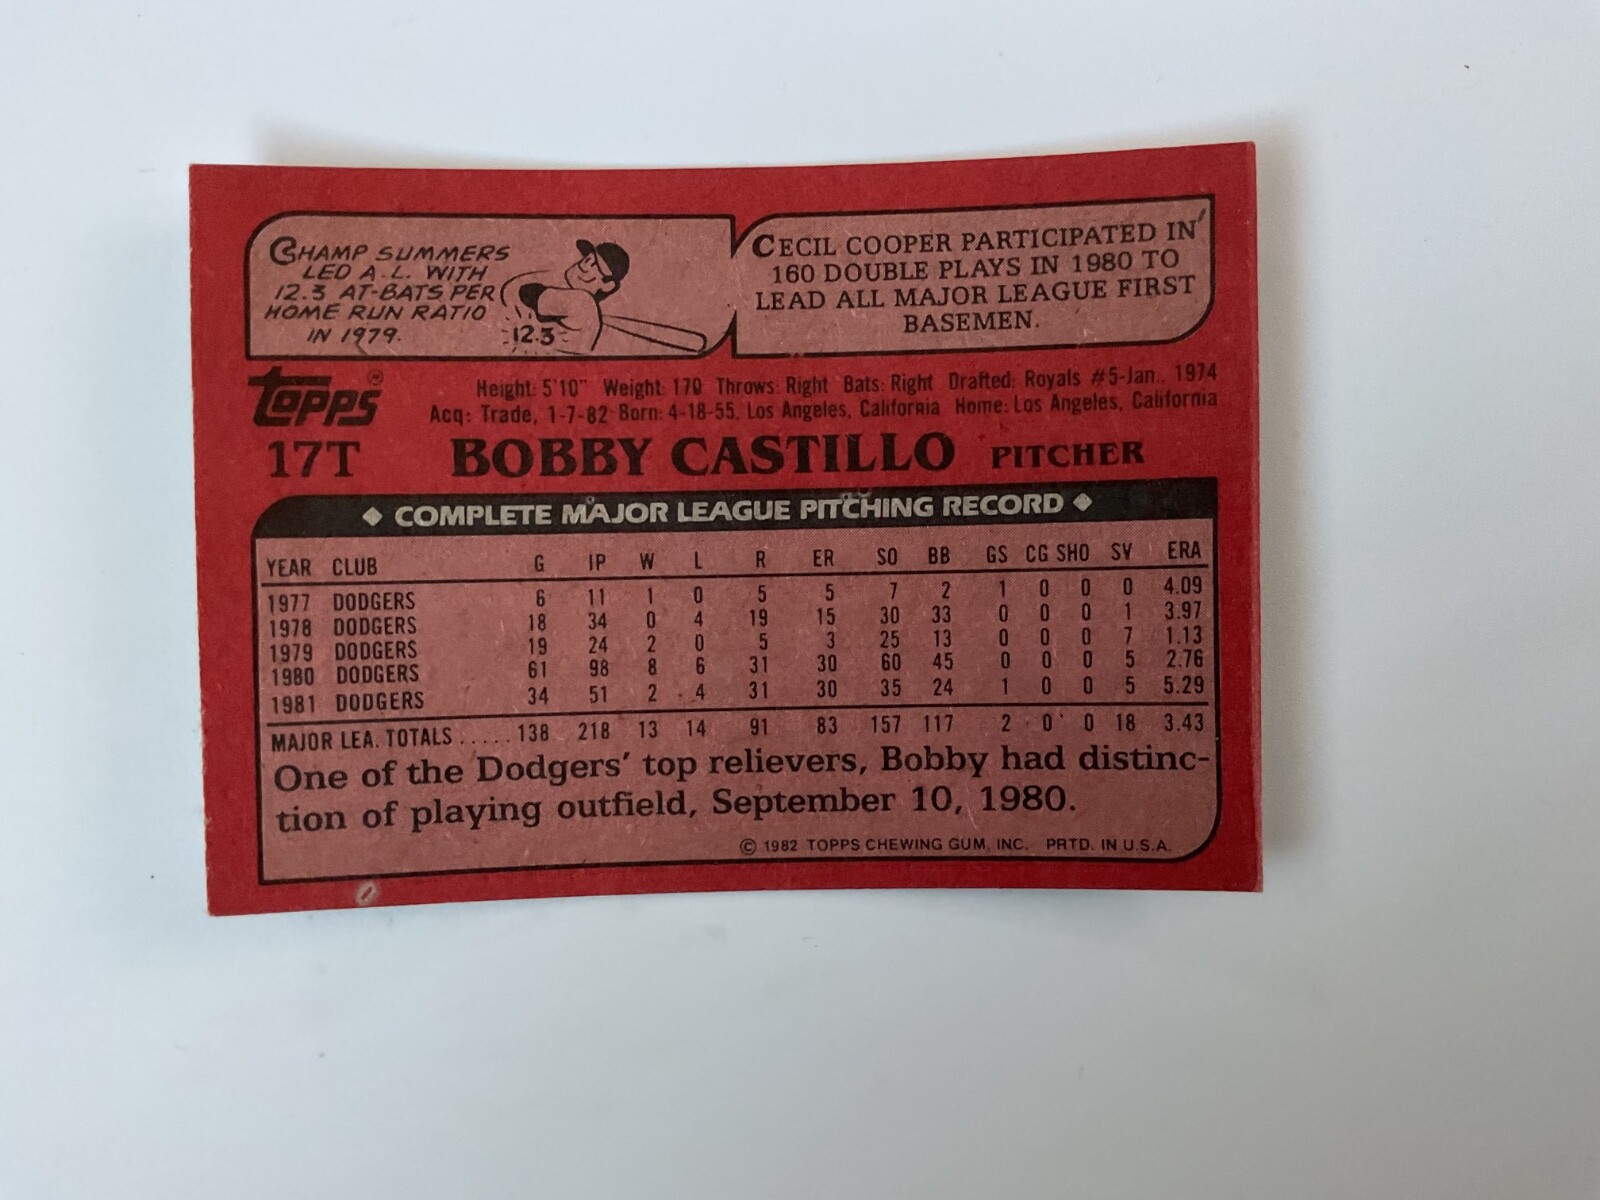 CHAMP SUMMERS
LED A.L. WITH
12.3 AT-BATS PER
HOME RUN RATIO
IN 1979.
12.3
CECIL COOPER PARTICIPATED IN
160 DOUBLE PLAYS IN 1980 TO
LEAD ALL MAJOR LEAGUE FIRST
BASEMEN.
TOPPS ®
Height: 5'10" Weight: 170 Throws: Right Bats: Right Drafted: Royals #5-Jan., 1974
Acq: Trade, 1-7-82 Born: 4-18-55, Los Angeles, California Home: Los Angeles, California
17T BOBBY CASTILLO PITCHER
◆ COMPLETE MAJOR LEAGUE PITCHING RECORD ◆
YEAR CLUB G IP W L R ER SO BB GS CG SHO SV ERA
1977 DODGERS 6 11 1 0 5 5 7 2 1 0 0 0 4.09
1978 DODGERS 18 34 0 4 19 15 30 33 0 0 0 1 3.97
1979 DODGERS 19 24 2 0 5 3 25 13 0 0 0 7 1.13
1980 DODGERS 61 98 8 6 31 30 60 45 0 0 0 5 2.76
1981 DODGERS 34 51 2 4 31 30 35 24 1 0 0 5 5.29
MAJOR LEA. TOTALS ..... 138 218 13 14 91 83 157 117 2 0 0 18 3.43
One of the Dodgers' top relievers, Bobby had distinc-
tion of playing outfield, September 10, 1980.
© 1982 TOPPS CHEWING GUM, INC. PRTD. IN U.S.A.